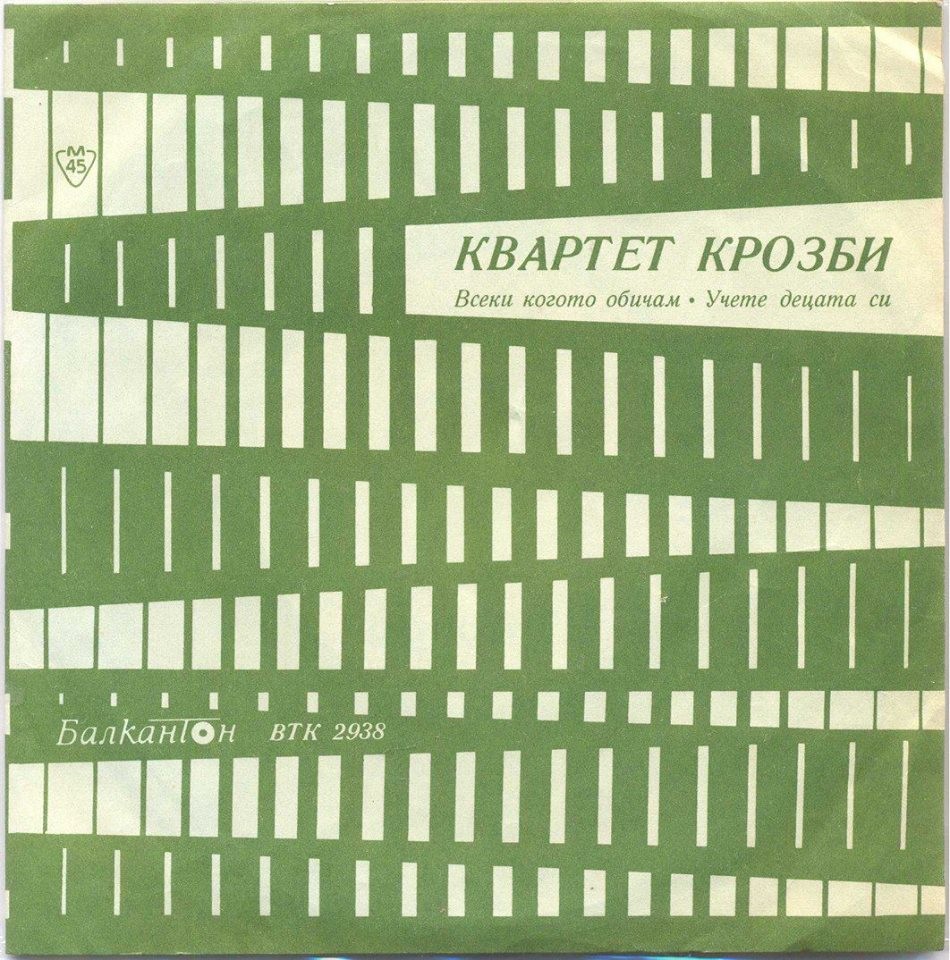 М
45
КВАРТЕТ КРОЗБИ
Всеки когото обичам • Учете децата си
Балкантон ВТК 2938